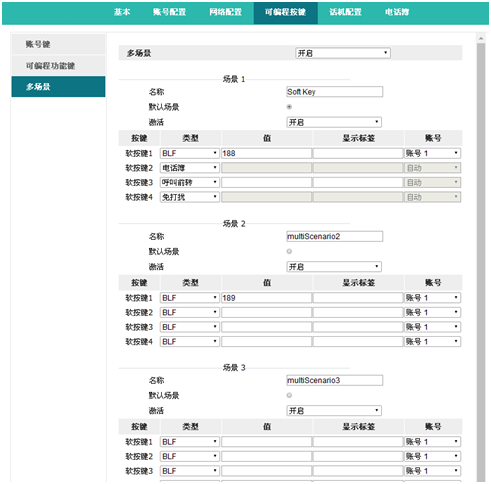 基本 账号配置 网络配置 可编程按键 话机配置 电话簿
账号键
可编程功能键
多场景
多场景 开启
场景 1
名称 Soft Key
默认场景
激活 开启
按键 类型 值 显示标签 账号
软按键1 BLF 188 账号 1
软按键2 电话簿 自动
软按键3 呼叫前转 自动
软按键4 免打扰 自动
场景 2
名称 multiScenario2
默认场景
激活 开启
按键 类型 值 显示标签 账号
软按键1 BLF 189 账号 1
软按键2 BLF 账号 1
软按键3 BLF 账号 1
软按键4 BLF 账号 1
场景 3
名称 multiScenario3
默认场景
激活 开启
按键 类型 值 显示标签 账号
软按键1 BLF 账号 1
软按键2 BLF 账号 1
软按键3 BLF 账号 1